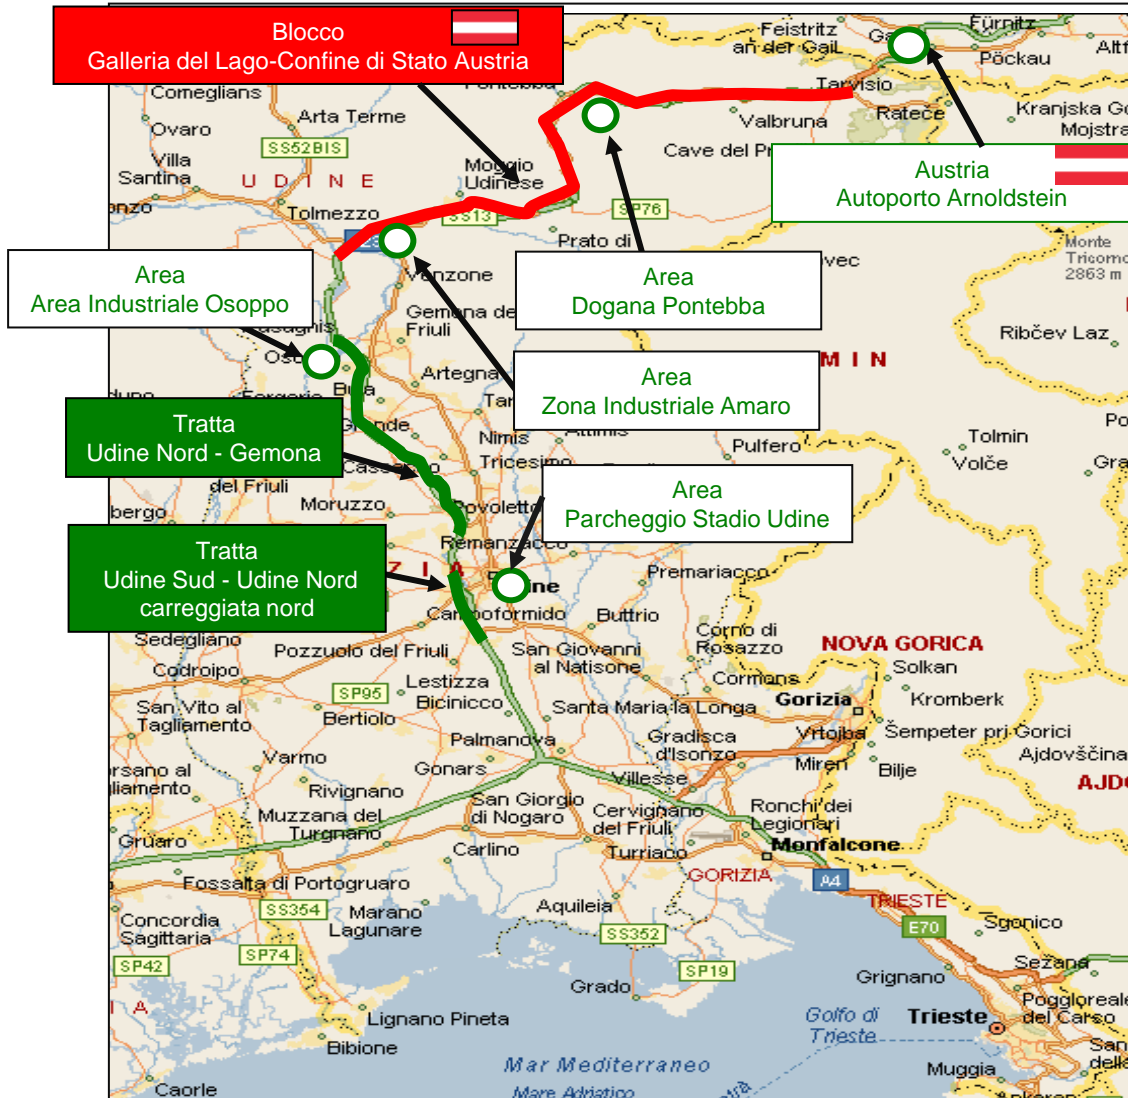 Blocco
Galleria del Lago-Confine di Stato Austria
Feistritz
an der Gail
Fürnitz
Pöckau
Tarvisio
Comeglians
Ovaro
Arta Terme
SS52BIS
Villa
Santina
UDINE
Moggio
Udinese
Valbruna
Rateče
Kranjska
Mojstra
Cave del
Austria
Autoporto Arnoldstein
Tolmezzo
SS13
SP76
Prato di
Monte
2863 m
Area
Area Industriale Osoppo
Venzone
Area
Dogana Pontebba
Gemona
Friuli
Ribčev Laz
MIN
Area
Zona Industriale Amaro
Artegna
Buja
Tratta
Udine Nord - Gemona
Nimis
Attimis
Pulfero
Tolmin
Volče
Tricesimo
del Friuli
Moruzzo
Povoletto
Area
Parcheggio Stadio Udine
Remanzacco
Tratta
Udine Sud - Udine Nord
carreggiata nord
ZIA
Premariacco
Campoformido
Buttrio
Sedegliano
Pozzuolo del Friuli
San Giovanni
al Natisone
Corno di
Rosazzo
NOVA GORICA
Codroipo
SP95
Lestizza
Bicinicco
Cormons
Solkan
Gorizia
Kromberk
San Vito al
Tagliamento
Bertiolo
Santa Maria la Longa
Gradisca
d'Isonzo
Vrtojba
Šempeter pri Gorici
Palmanova
Miren
Bilje
Ajdovščina
Varmo
Gonars
Villesse
AJD
Rivignano
Muzzana del
Turgnano
San Giorgio
di Nogaro
Cervignano
del Friuli
Ronchi dei
Legionari
Gruaro
Carlino
Turriaco
Monfalcone
Fossalta di Portogruaro
GORIZIA
A4
TRIESTE
SS354
Marano
Lagunare
Aquileia
SS352
E70
Sgonico
Concordia
Sagittaria
SP74
SP42
SP19
Sežana
Grignano
Grado
Poggioreale
del Carso
Lignano Pineta
Golfo di
Trieste
Trieste
Bibione
Mar Mediterraneo
Mare Adriatico
Muggia
Caorle